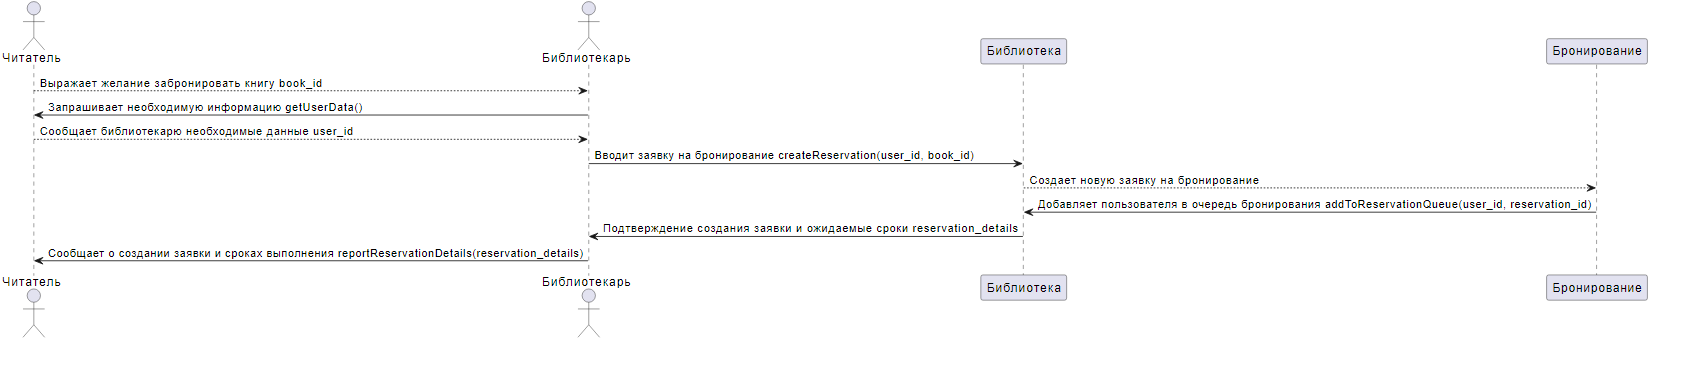 Читатель
Библиотекарь
Библиотека
Бронирование
Выражает желание забронировать книгу book_id
Запрашивает необходимую информацию getUserData()
Сообщает библиотекарю необходимые данные user_id
Вводит заявку на бронирование createReservation(user_id, book_id)
Создает новую заявку на бронирование
Добавляет пользователя в очередь бронирования addToReservationQueue(user_id, reservation_id)
Подтверждение создания заявки и ожидаемые сроки reservation_details
Сообщает о создании заявки и сроках выполнения reportReservationDetails(reservation_details)
Читатель
Библиотекарь
Библиотека
Бронирование